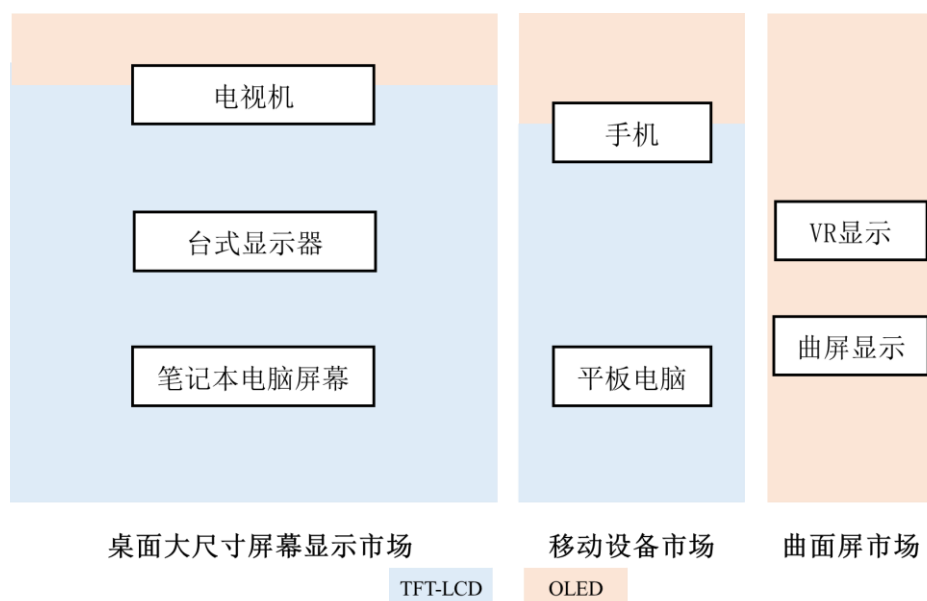 电视机
台式显示器
笔记本电脑屏幕
手机
平板电脑
VR显示
曲屏显示
桌面大尺寸屏幕显示市场
移动设备市场
曲面屏市场
TFT-LCD
OLED